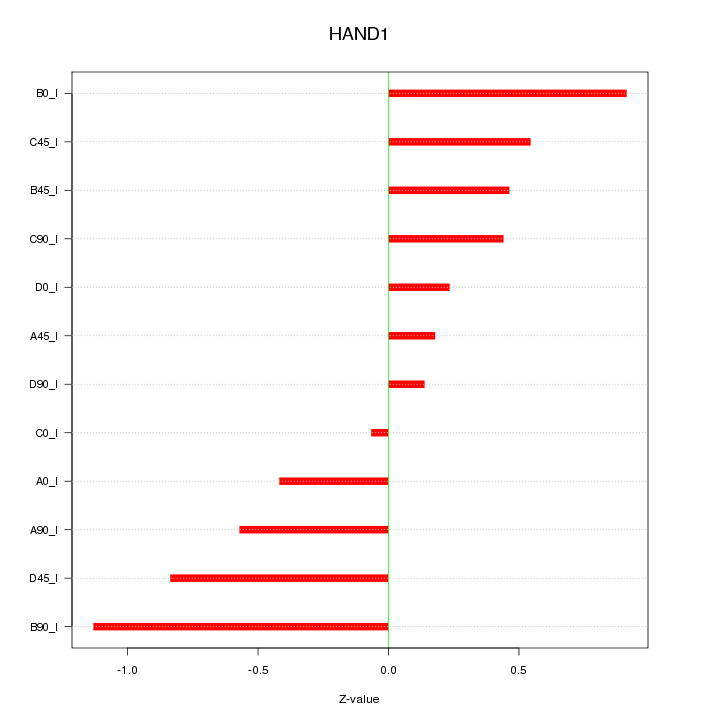 HAND1
B0_I
C45_I
B45_I
C90_I
D0_I
A45_I
D90_I
C0_I
A0_I
A90_I
D45_I
B90_I
-1.0 -0.5 0.0 0.5
Z-value